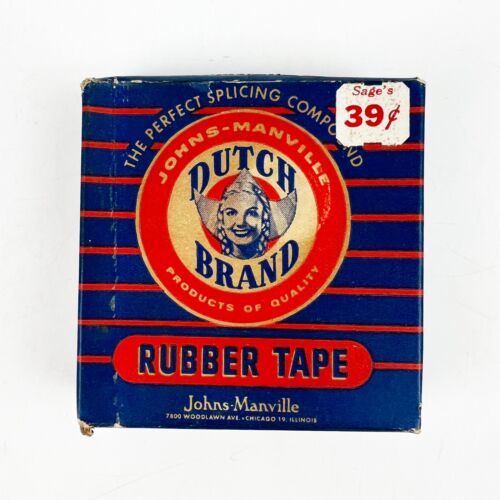 Sage's
39¢
THE PERFECT SPLICING COMPOUND
JOHNS-MANVILLE
DUTCH
BRAND
PRODUCTS OF QUALITY
RUBBER TAPE
Johns-Manville
7800 WOODLAWN AVE. • CHICAGO 19, ILLINOIS